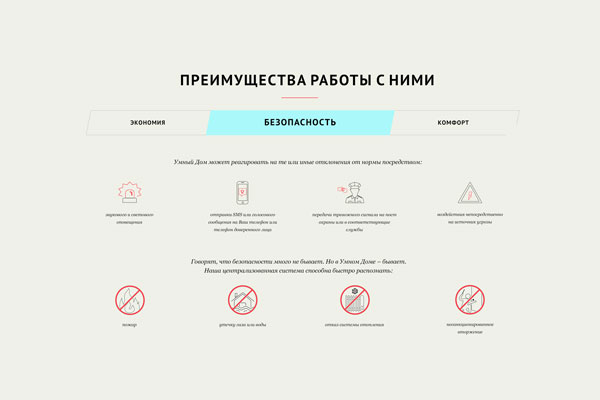 ПРЕИМУЩЕСТВА РАБОТЫ С НИМИ
ЭКОНОМИЯ
БЕЗОПАСНОСТЬ
КОМФОРТ
Умный Дом может реагировать на те или иные отклонения от нормы посредством:
звукового и светового
оповещения
отправки SMS или голосового
сообщения на Ваш телефон или
телефон доверенного лица
передачи тревожного сигнала на пост
охраны или в соответствующие
службы
воздействия непосредственно
на источник угрозы
Говорят, что безопасности много не бывает. Но в Умном Доме – бывает.
Наша централизованная система способна быстро распознать:
пожар
утечку газа или воды
отказ системы отопления
несанкционированное
вторжение